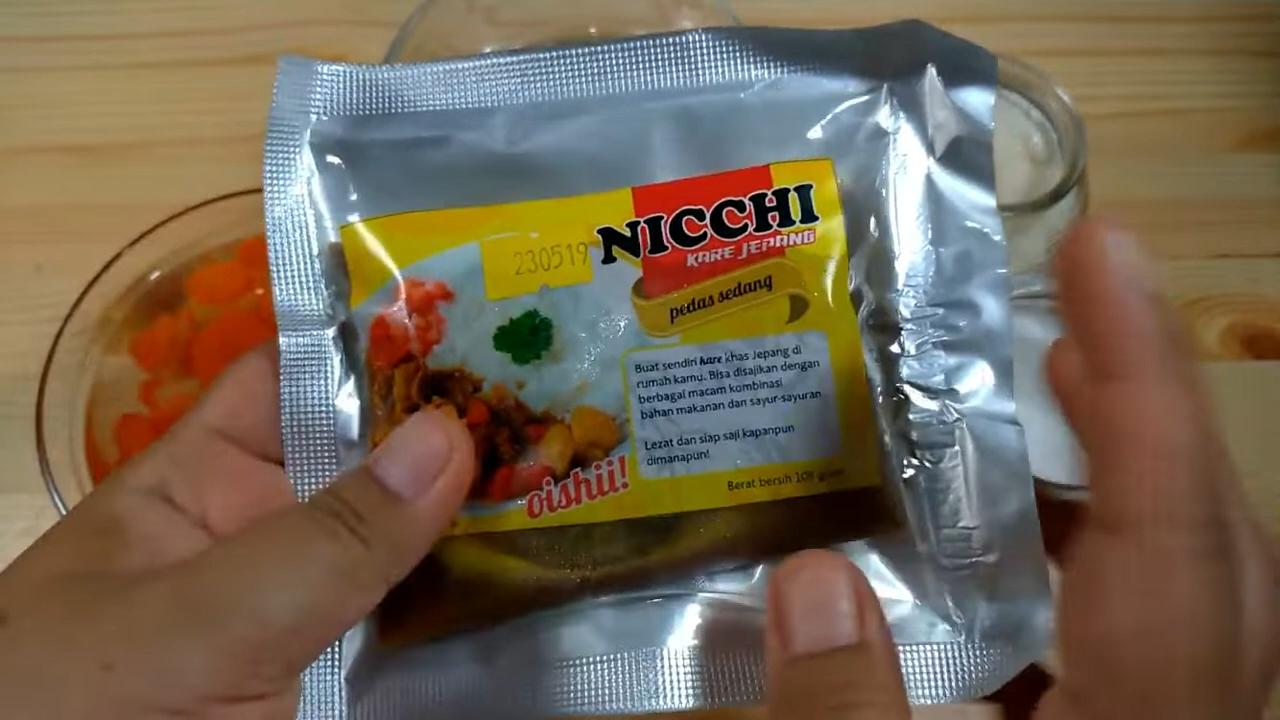 NICCHI
KARE JEPANG
230519
pedas sedang
Buat sendiri kare khas Jepang di
rumah kamu. Bisa disajikan dengan
berbagai macam kombinasi
bahan makanan dan sayur-sayuran
Lezat dan siap saji kapanpun
dimanapun!
oishii!
Berat bersih